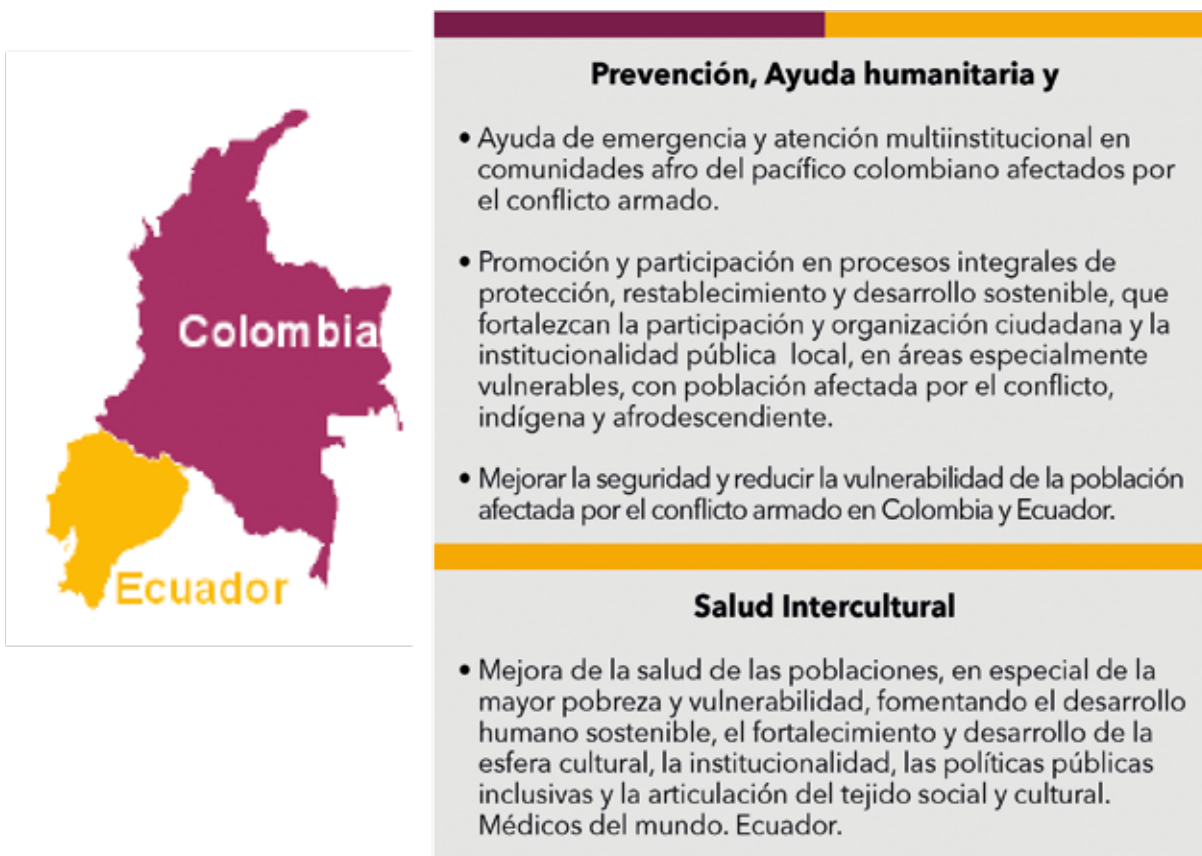 Colombia
Ecuador
Prevención, Ayuda humanitaria y
• Ayuda de emergencia y atención multiinstitucional en
comunidades afro del pacífico colombiano afectados por
el conflicto armado.
• Promoción y participación en procesos integrales de
protección, restablecimiento y desarrollo sostenible, que
fortalezcan la participación y organización ciudadana y la
institucionalidad pública local, en áreas especialmente
vulnerables, con población afectada por el conflicto,
indígena y afrodescendiente.
• Mejorar la seguridad y reducir la vulnerabilidad de la población
afectada por el conflicto armado en Colombia y Ecuador.
Salud Intercultural
• Mejora de la salud de las poblaciones, en especial de la
mayor pobreza y vulnerabilidad, fomentando el desarrollo
humano sostenible, el fortalecimiento y desarrollo de la
esfera cultural, la institucionalidad, las políticas públicas
inclusivas y la articulación del tejido social y cultural.
Médicos del mundo. Ecuador.